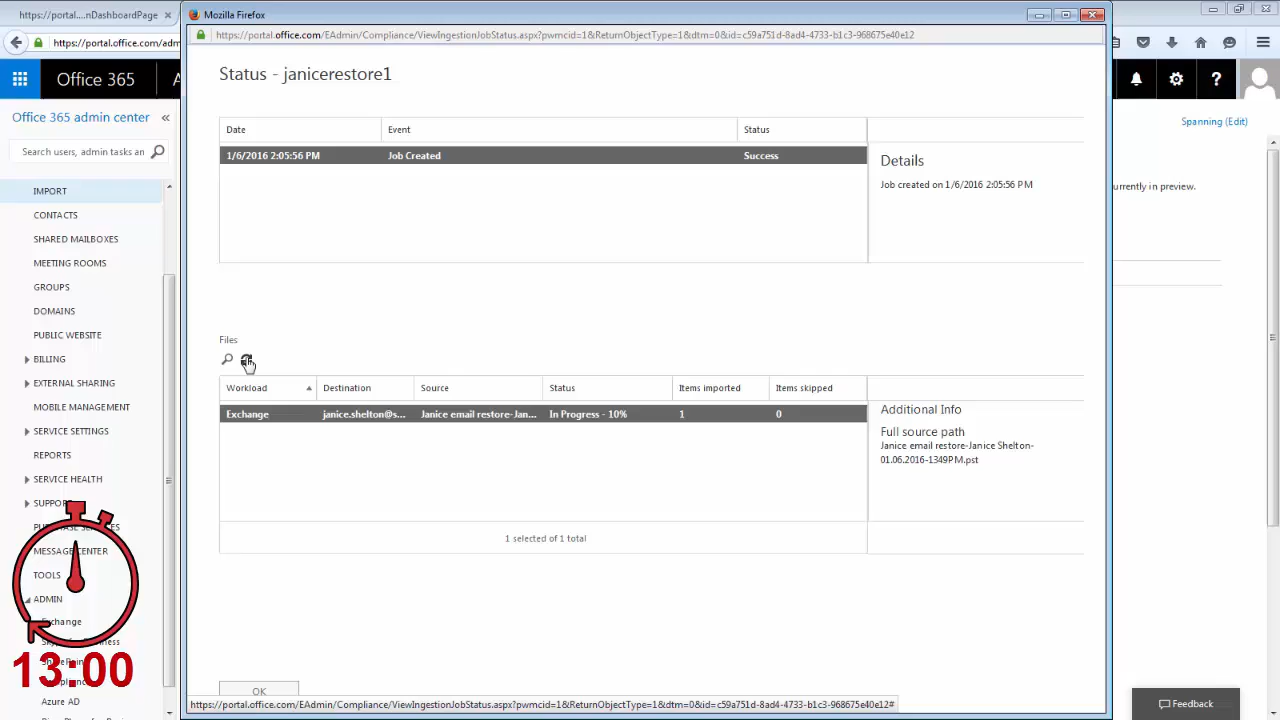 https://portal....nDashboardPage
Mozilla Firefox
https://portal.office.com/adm
https://portal.office.com/EAdmin/Compliance/ViewIngestionJobStatus.aspx?pwmcid=1&ReturnObjectType=1&dtm=0&id=c59a751d-8ad4-4733-b1c3-968675e40e12
Office 365
A
Office 365 admin center
Search users, admin tasks an
IMPORT
CONTACTS
SHARED MAILBOXES
MEETING ROOMS
GROUPS
DOMAINS
PUBLIC WEBSITE
BILLING
EXTERNAL SHARING
MOBILE MANAGEMENT
SERVICE SETTINGS
REPORTS
SERVICE HEALTH
SUPPORT
MESSAGE CENTER
TOOLS
ADMIN
Exchange
Azure AD
13:00
Status - janicerestore1
Date Event Status
1/6/2016 2:05:56 PM Job Created Success
Details
Job created on 1/6/2016 2:05:56 PM
Files
Workload Destination Source Status Items imported Items skipped
Exchange janice.shelton@s... Janice email restore-Jan... In Progress - 10% 1 0
Additional Info
Full source path
Janice email restore-Janice Shelton-
01.06.2016-1349PM.pst
1 selected of 1 total
OK
https://portal.office.com/EAdmin/Compliance/ViewIngestionJobStatus.aspx?pwmcid=1&ReturnObjectType=1&dtm=0&id=c59a751d-8ad4-4733-b1c3-968675e40e12#
?
Spanning (Edit)
urrently in preview.
Feedback